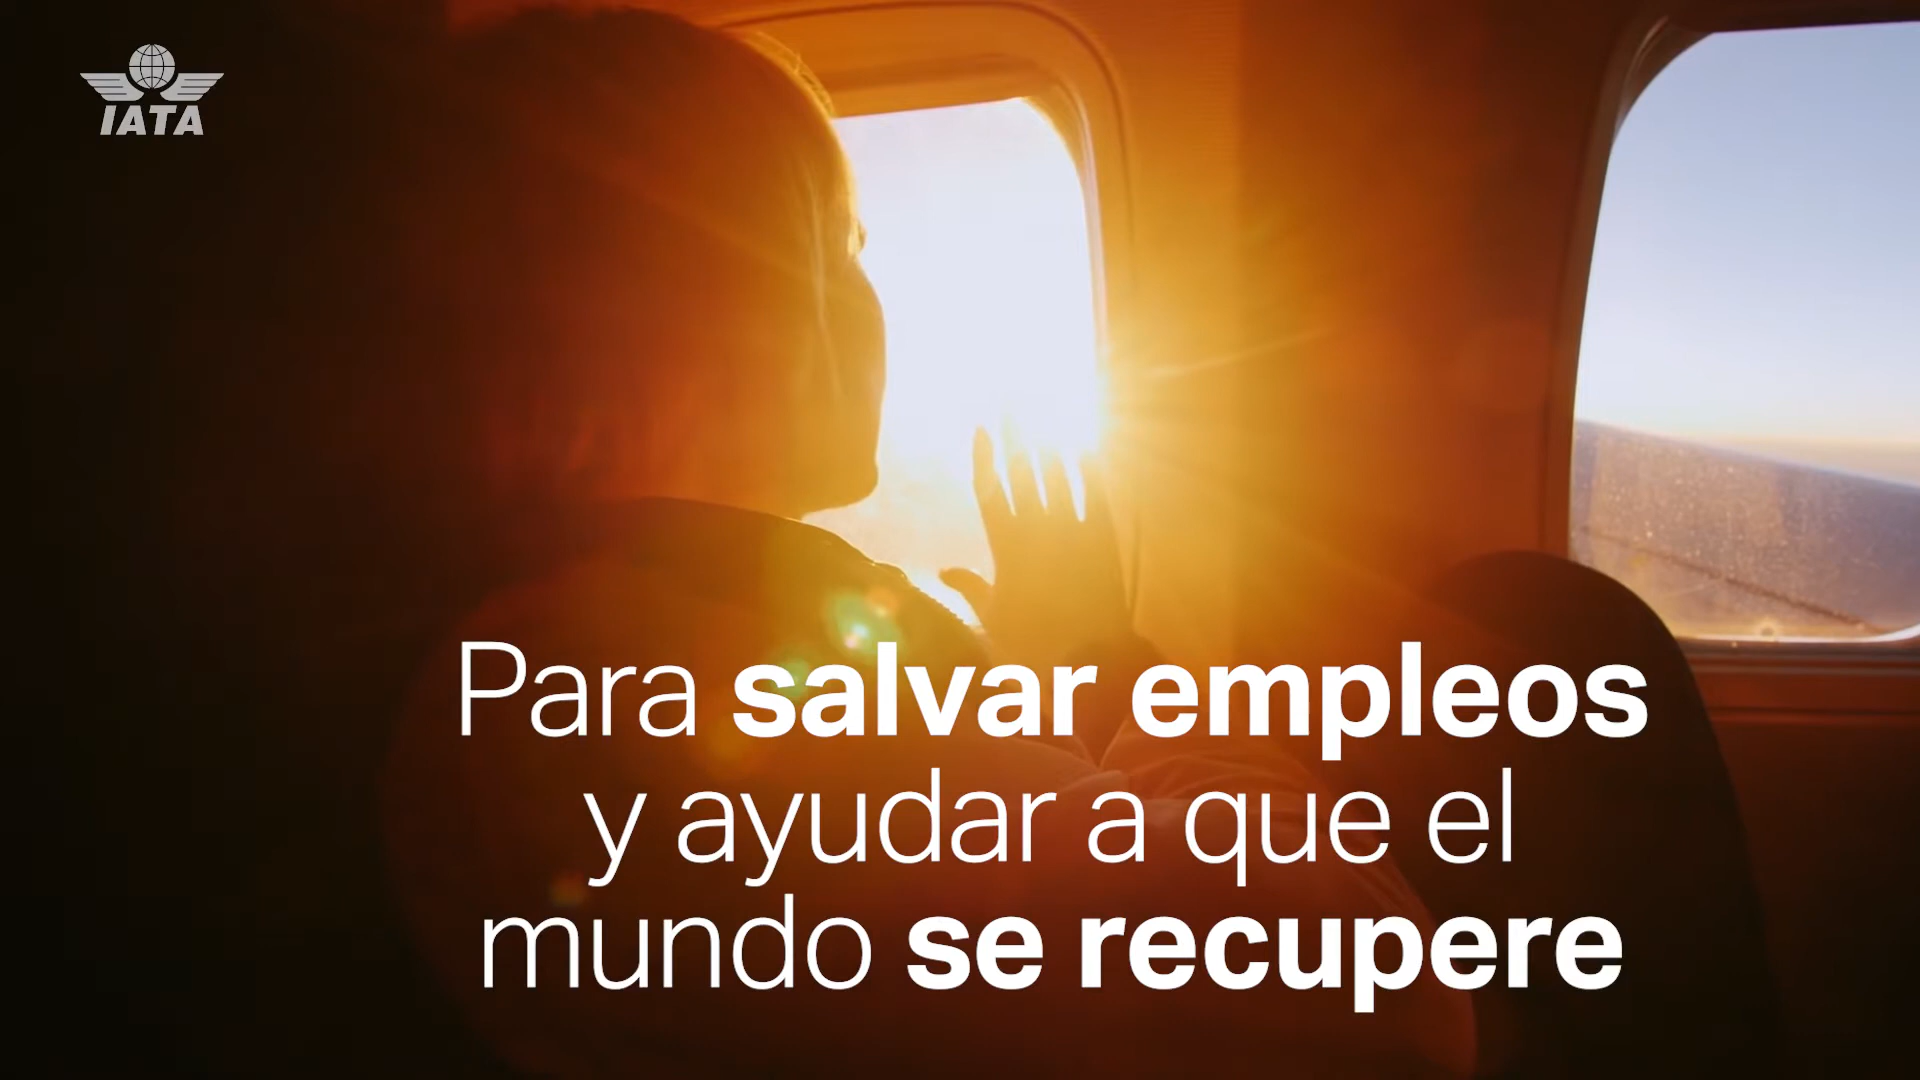 IATA
Para salvar empleos
y ayudar a que el
mundo se recupere